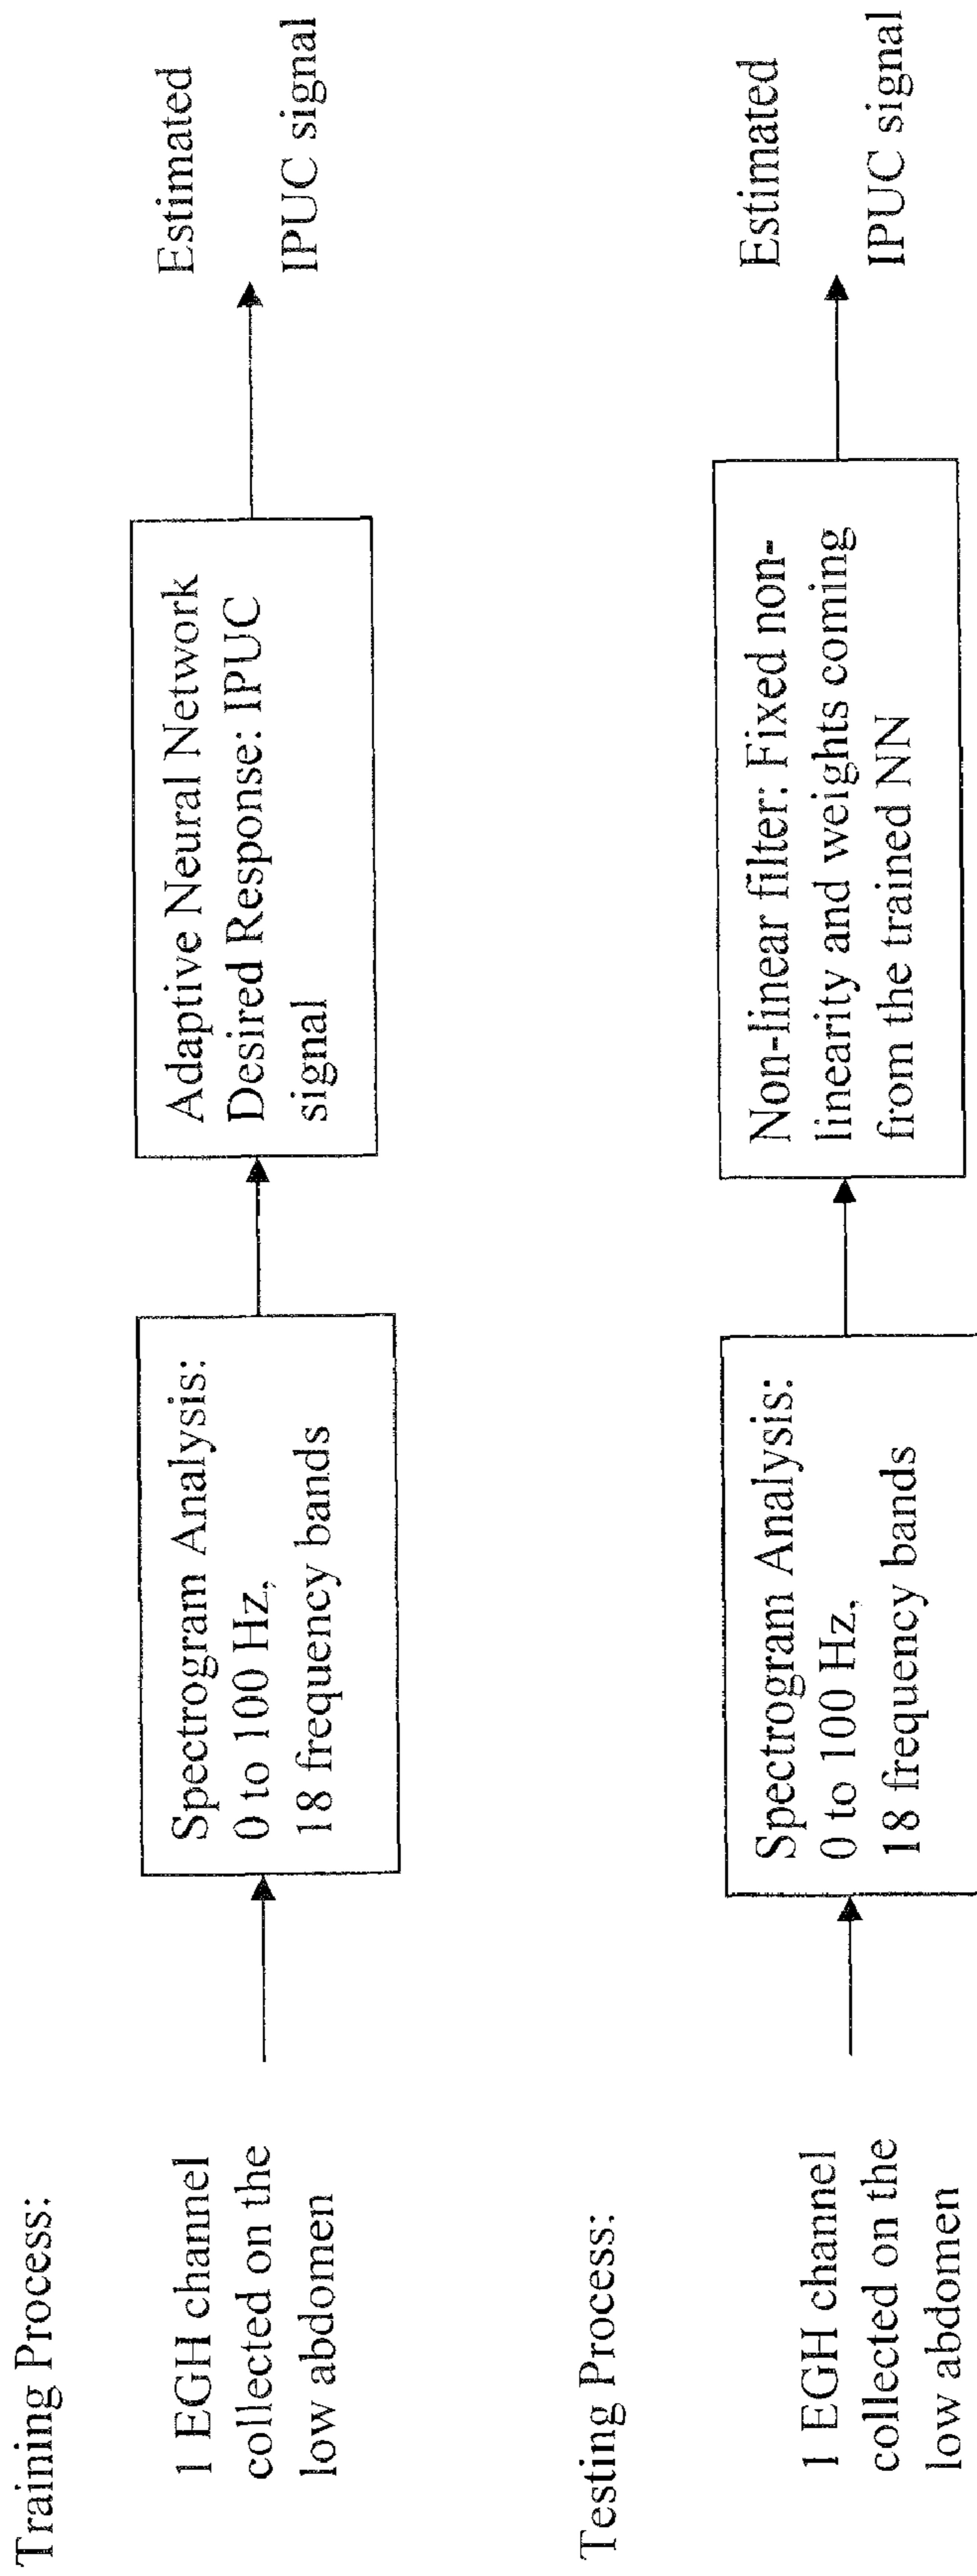 Training Process:
1 EGH channel
collected on the
low abdomen
Spectrogram Analysis:
0 to 100 Hz,
18 frequency bands
Adaptive Neural Network
Desired Response: IPUC
signal
Estimated
IPUC signal
Testing Process:
1 EGH channel
collected on the
low abdomen
Spectrogram Analysis:
0 to 100 Hz,
18 frequency bands
Non-linear filter: Fixed non-
linearity and weights coming
from the trained NN
Estimated
IPUC signal